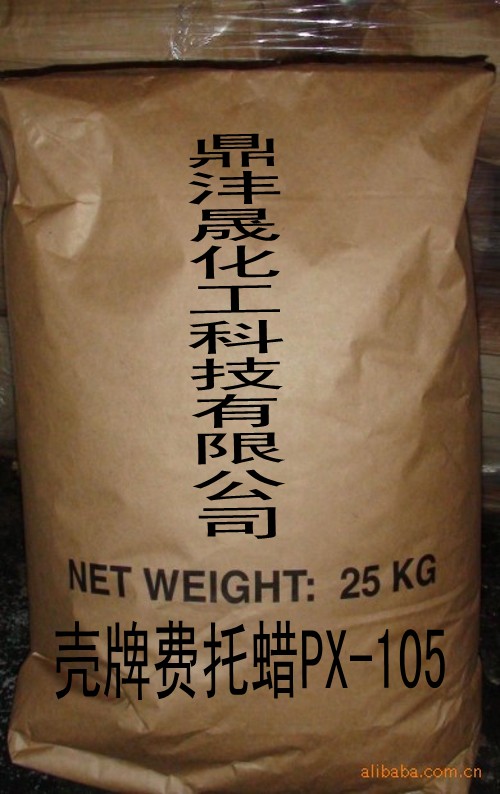 鼎沣晟化工科技有限公司
NET WEIGHT: 25 KG
壳牌费托蜡PX-105
alibaba.com.cn